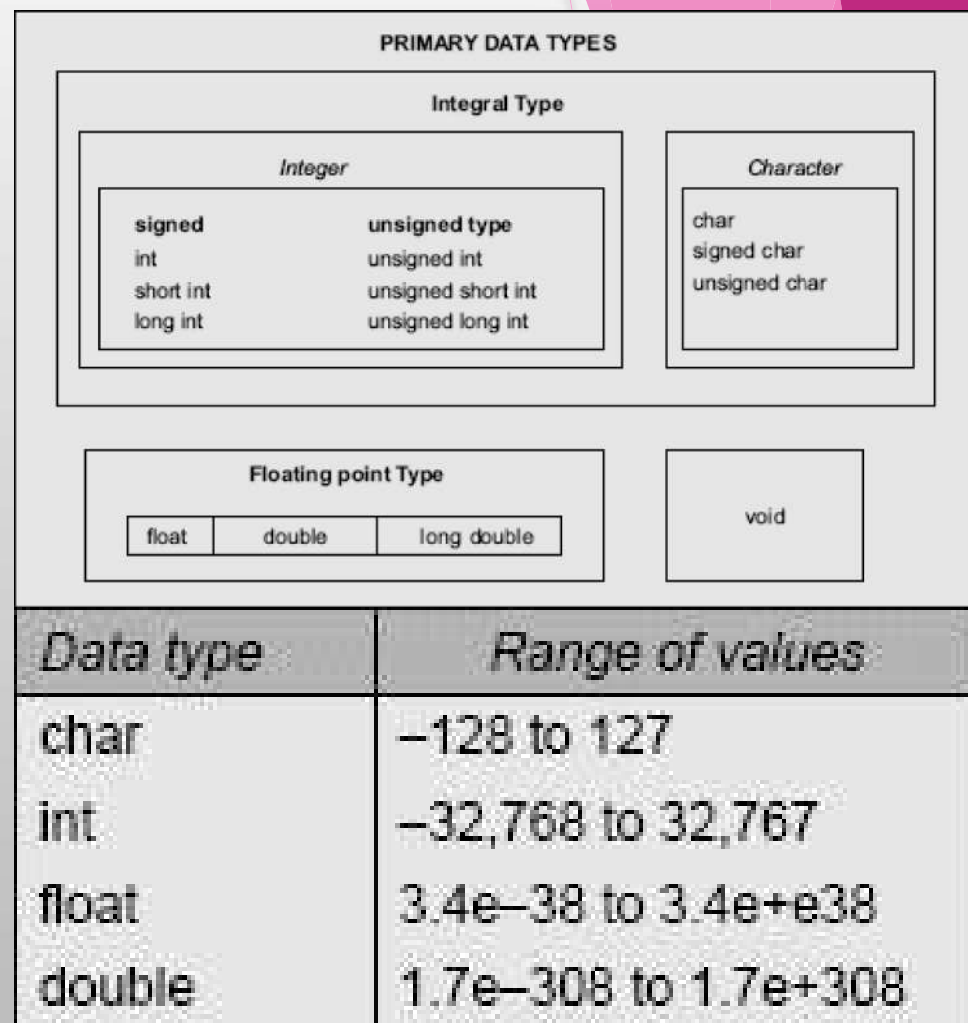 PRIMARY DATA TYPES
Integral Type
Integer
signed unsigned type
int unsigned int
short int unsigned short int
long int unsigned long int
Character
char
signed char
unsigned char
Floating point Type
float double long double
void
Data type Range of values
char –128 to 127
int –32,768 to 32,767
float 3.4e–38 to 3.4e+e38
double 1.7e–308 to 1.7e+308